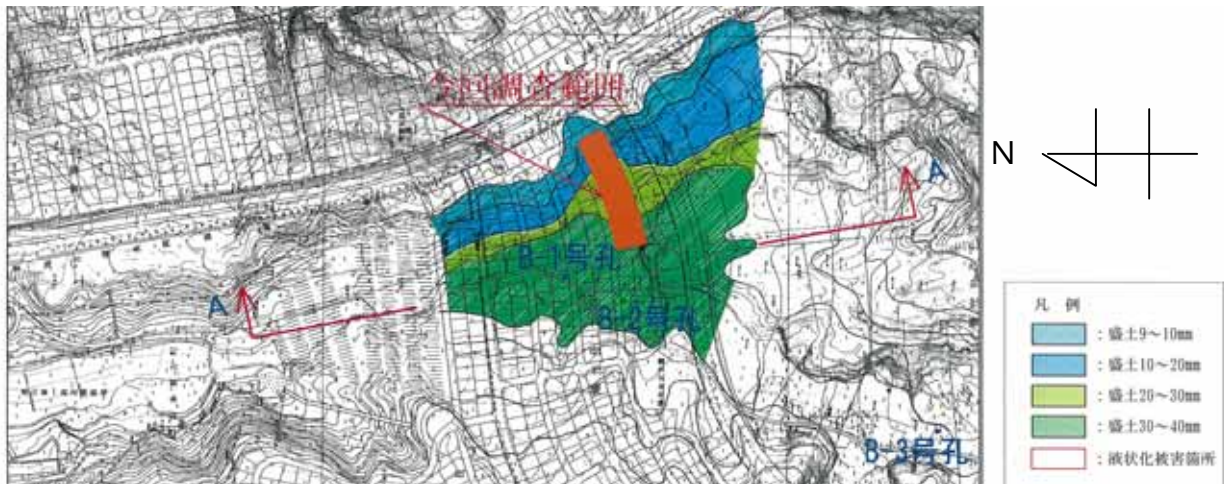 今回調査範囲
A
N
B-1号孔
A
B-2号孔
B-3号孔
凡 例
：盛土9～10mm
：盛土10～20mm
：盛土20～30mm
：盛土30～40mm
：液状化被害箇所